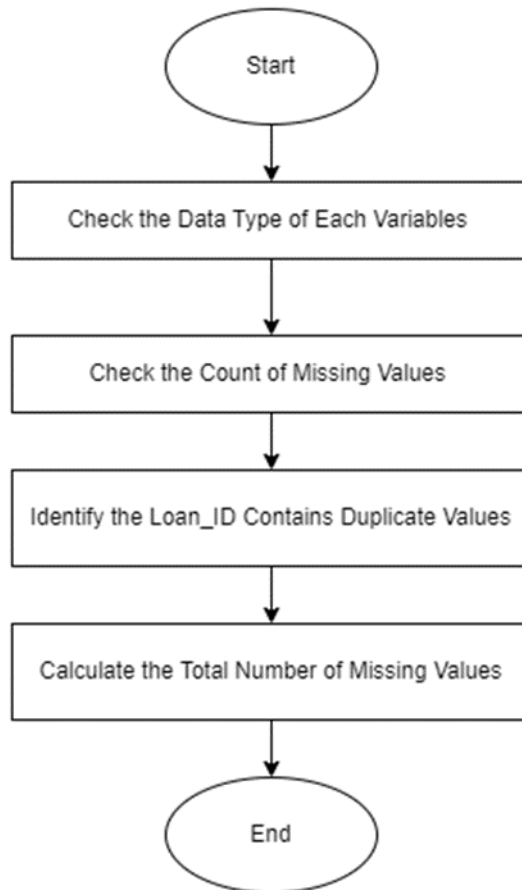 Start
Check the Data Type of Each Variables
Check the Count of Missing Values
Identify the Loan_ID Contains Duplicate Values
Calculate the Total Number of Missing Values
End